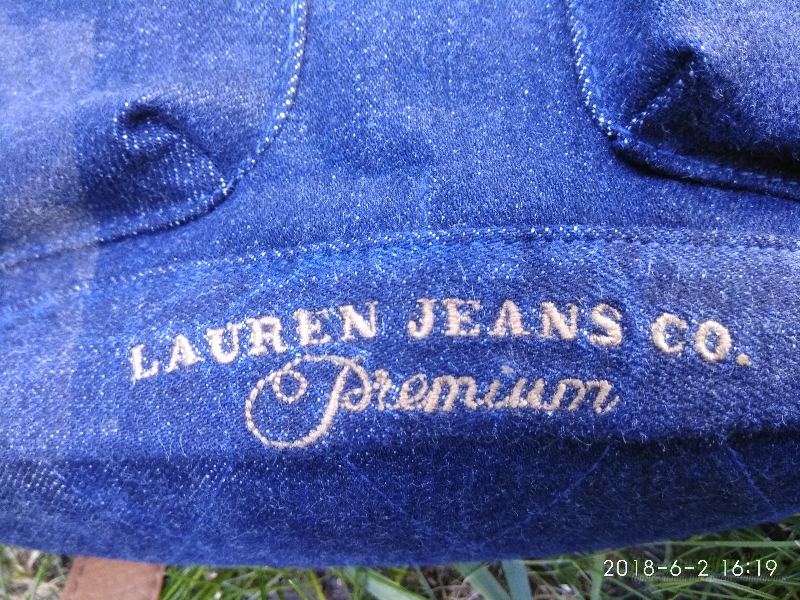 LAUREN JEANS CO.
Premium
2018-6-2 16:19